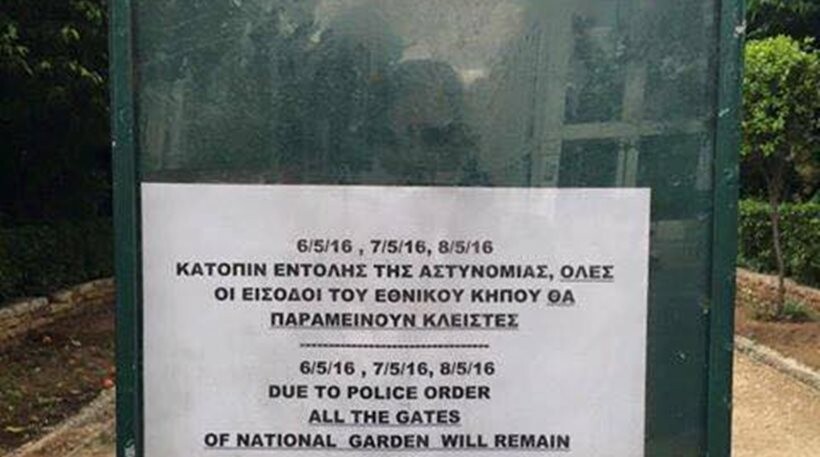 6/5/16 , 7/5/16, 8/5/16
ΚΑΤΟΠΙΝ ΕΝΤΟΛΗΣ ΤΗΣ ΑΣΤΥΝΟΜΙΑΣ, ΟΛΕΣ
ΟΙ ΕΙΣΟΔΟΙ ΤΟΥ ΕΘΝΙΚΟΥ ΚΗΠΟΥ ΘΑ
ΠΑΡΑΜΕΙΝΟΥΝ ΚΛΕΙΣΤΕΣ
------------------------------
6/5/16 , 7/5/16, 8/5/16
DUE TO POLICE ORDER
ALL THE GATES
OF NATIONAL GARDEN WILL REMAIN